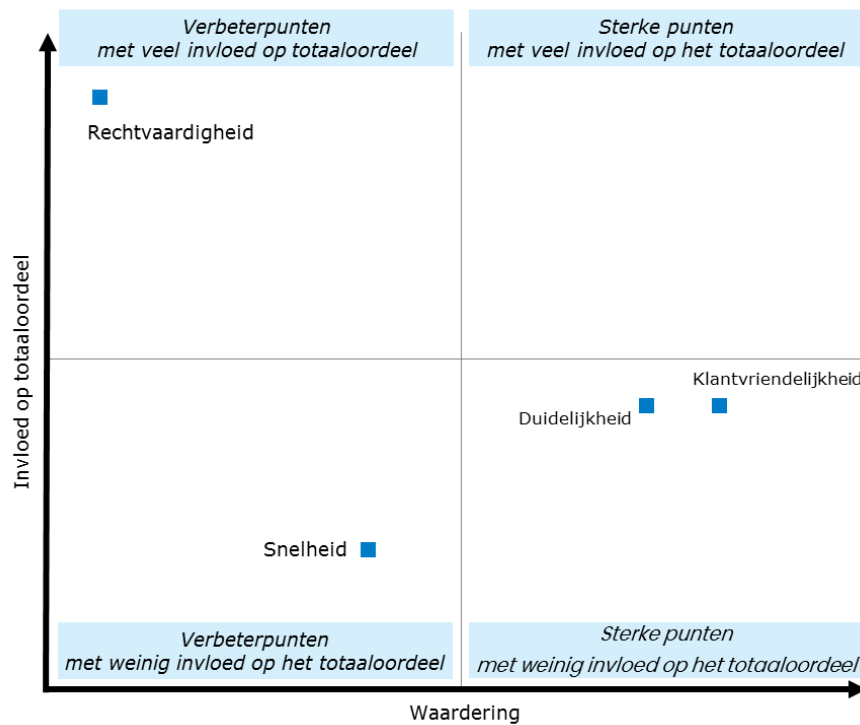 Verbeterpunten
met veel invloed op totaaloordeel
Sterke punten
met veel invloed op het totaaloordeel
Rechtvaardigheid
Invloed op totaaloordeel
Klantvriendelijkheid
Duidelijkheid
Snelheid
Verbeterpunten
met weinig invloed op het totaaloordeel
Sterke punten
met weinig invloed op het totaaloordeel
Waardering